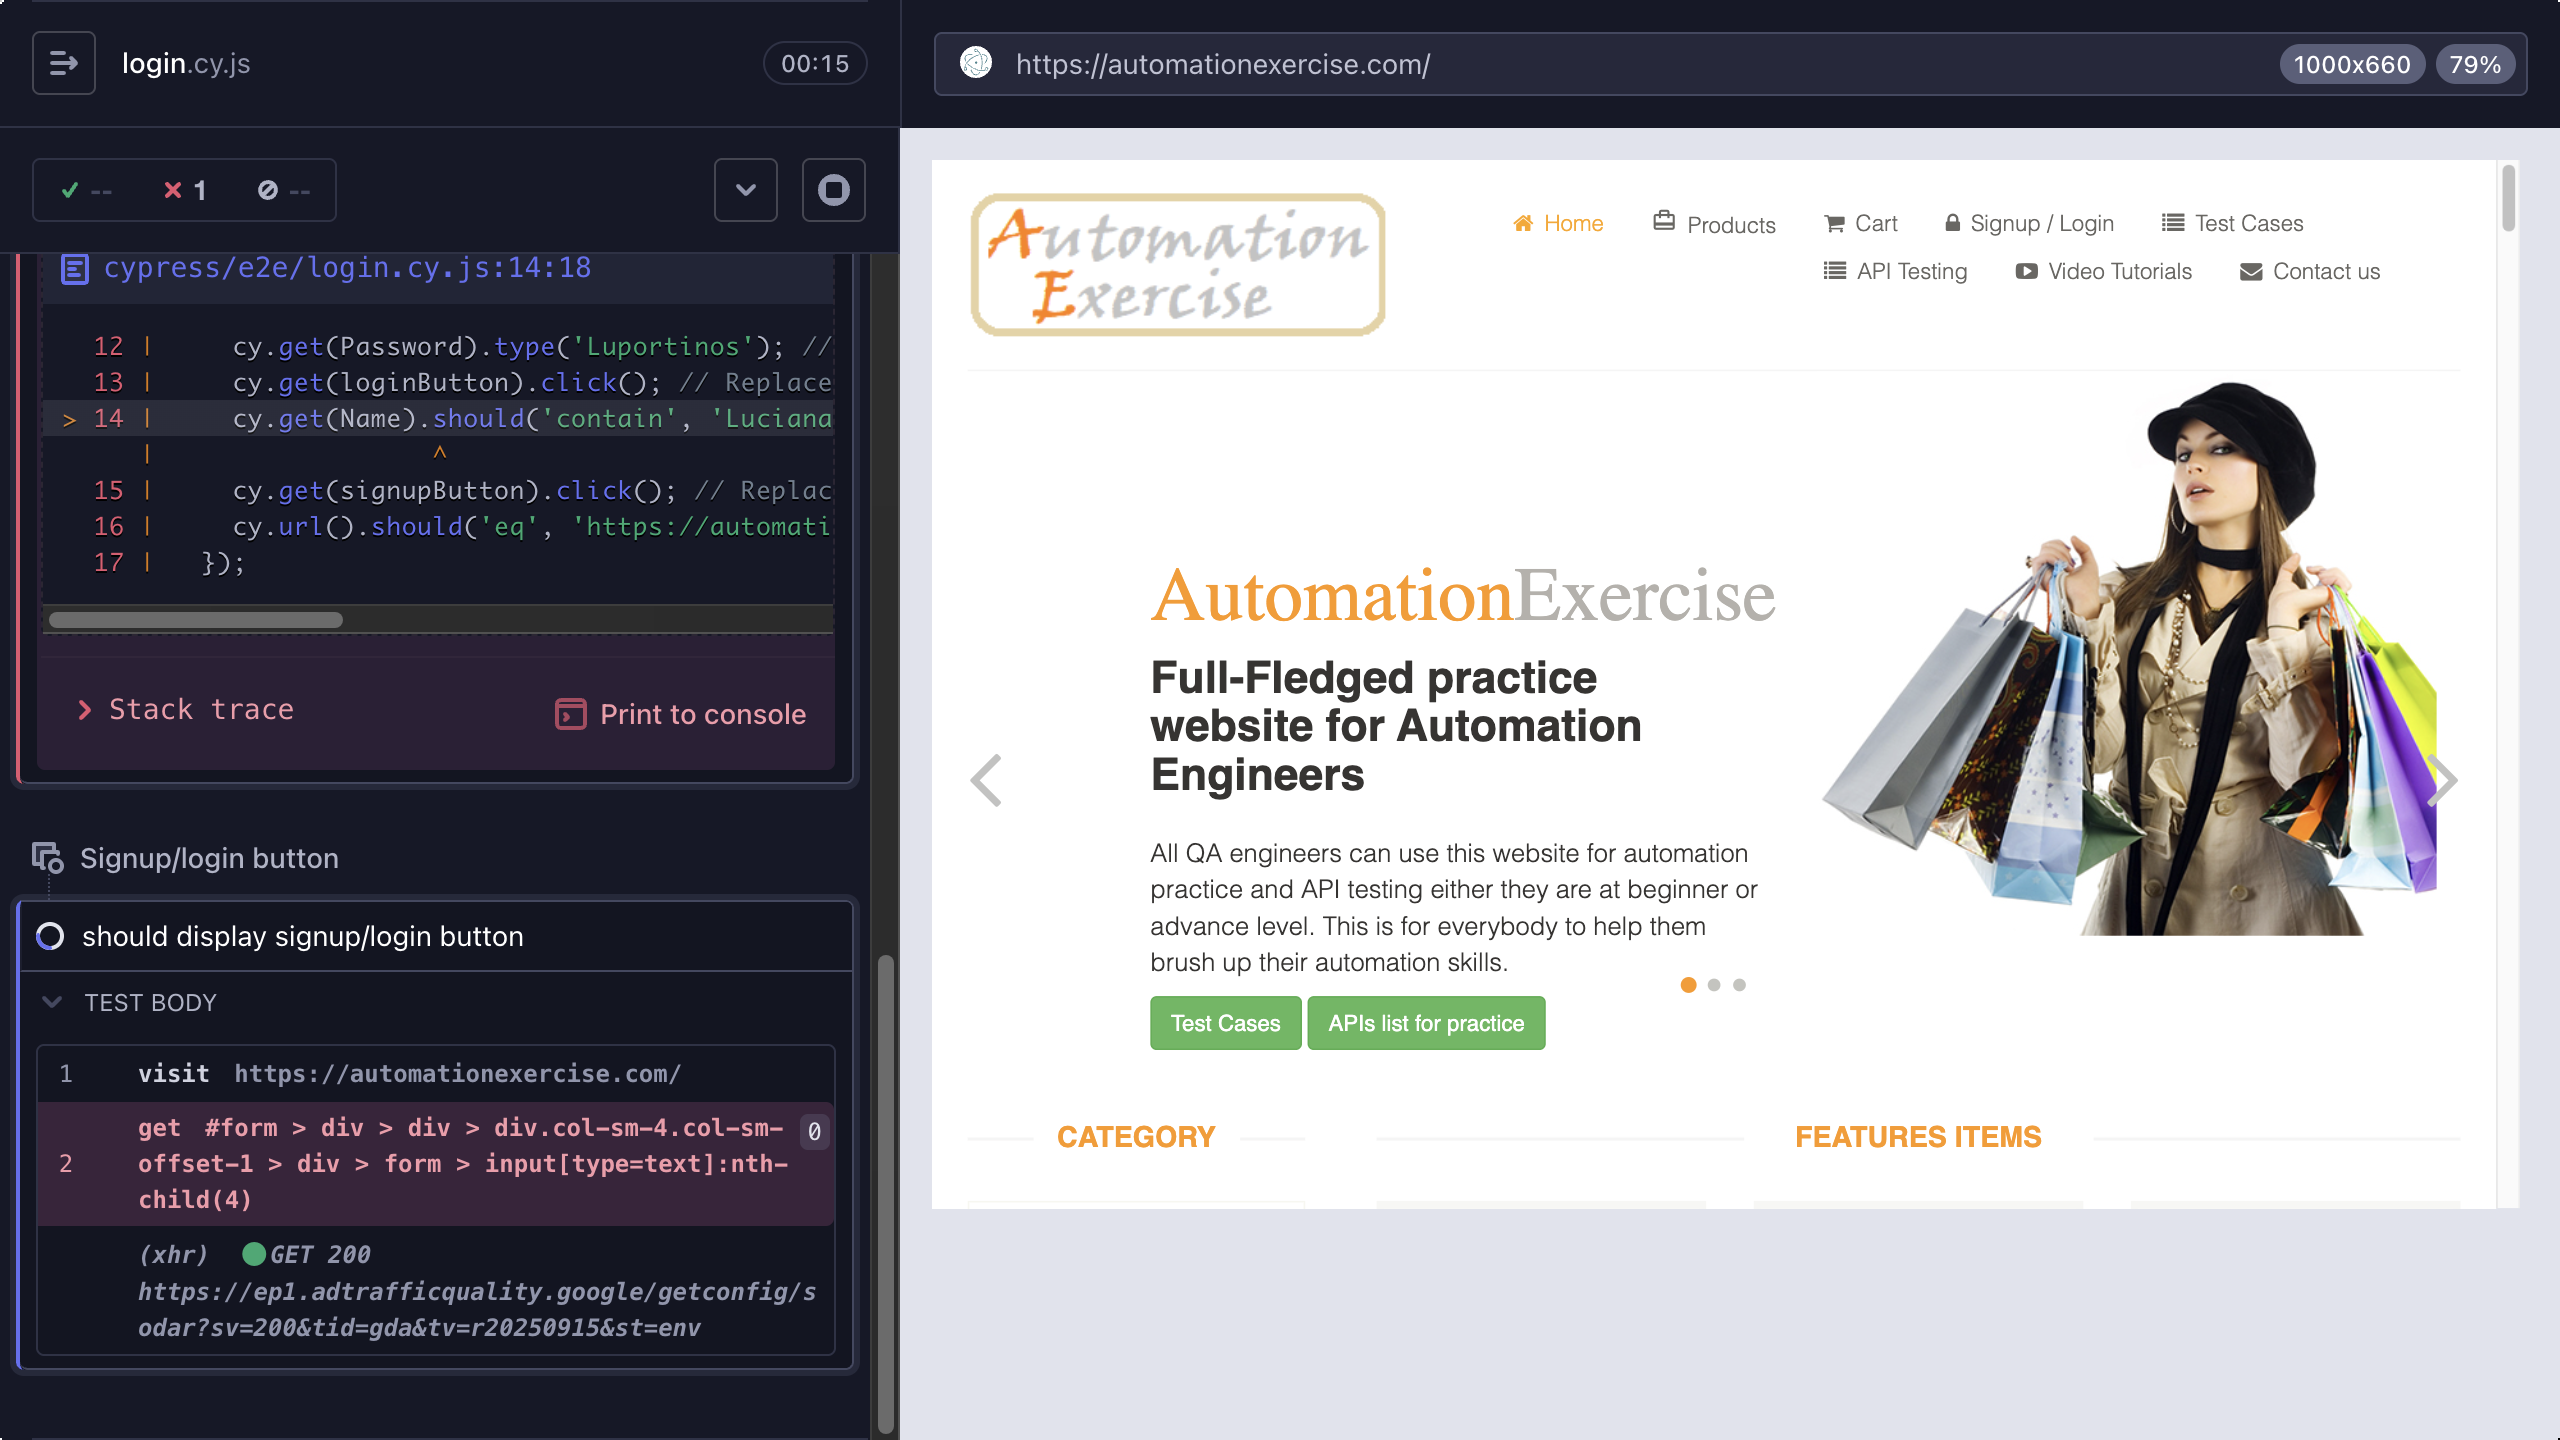 login.cy.js
00:15
--
1
--
cypress/e2e/login.cy.js:14:18
12 | cy.get(Password).type('Luportinos'); //
13 | cy.get(loginButton).click(); // Replace
> 14 | cy.get(Name).should('contain', 'Luciana
| ^
15 | cy.get(signupButton).click(); // Replac
16 | cy.url().should('eq', 'https://automati
17 | });
Stack trace
Print to console
Signup/login button
should display signup/login button
TEST BODY
1 visit https://automationexercise.com/
2 get #form > div > div > div.col-sm-4.col-sm-
offset-1 > div > form > input[type=text]:nth-
child(4)
0
(xhr) GET 200
https://ep1.adtrafficquality.google/getconfig/s
odar?sv=200&tid=gda&tv=r20250915&st=env
https://automationexercise.com/
1000x660
79%
Automation
Exercise
Home
Products
Cart
Signup / Login
Test Cases
API Testing
Video Tutorials
Contact us
AutomationExercise
Full-Fledged practice
website for Automation
Engineers
All QA engineers can use this website for automation
practice and API testing either they are at beginner or
advance level. This is for everybody to help them
brush up their automation skills.
Test Cases
APIs list for practice
CATEGORY
FEATURES ITEMS